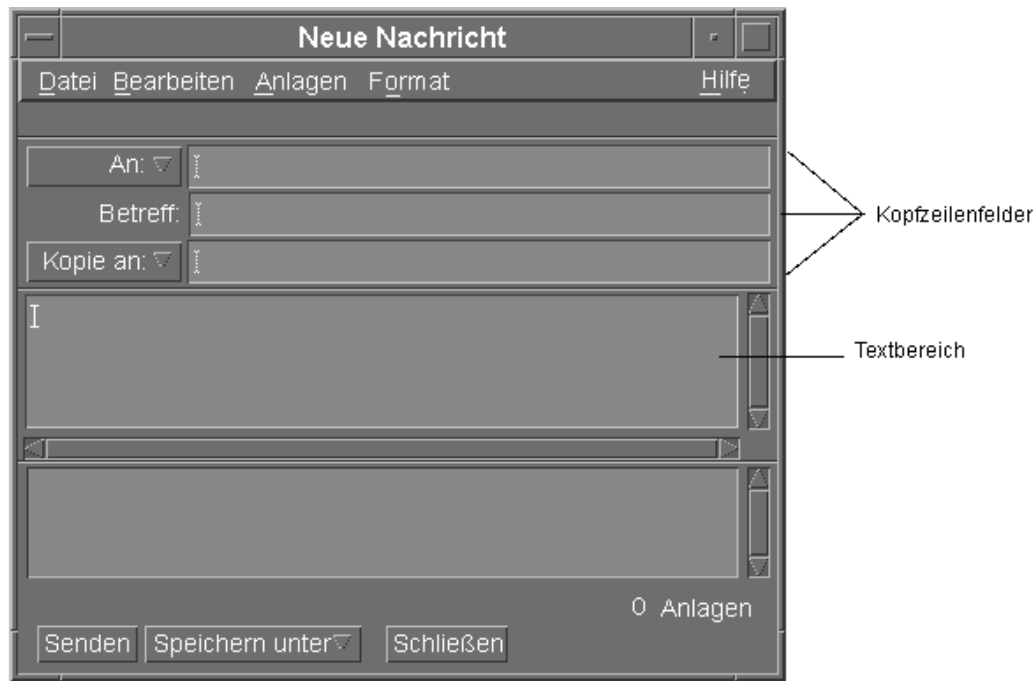 Neue Nachricht
Datei Bearbeiten Anlagen Format Hilfe
An:
Betreff:
Kopie an:
Kopfzeilenfelder
Textbereich
0 Anlagen
Senden Speichern unter Schließen